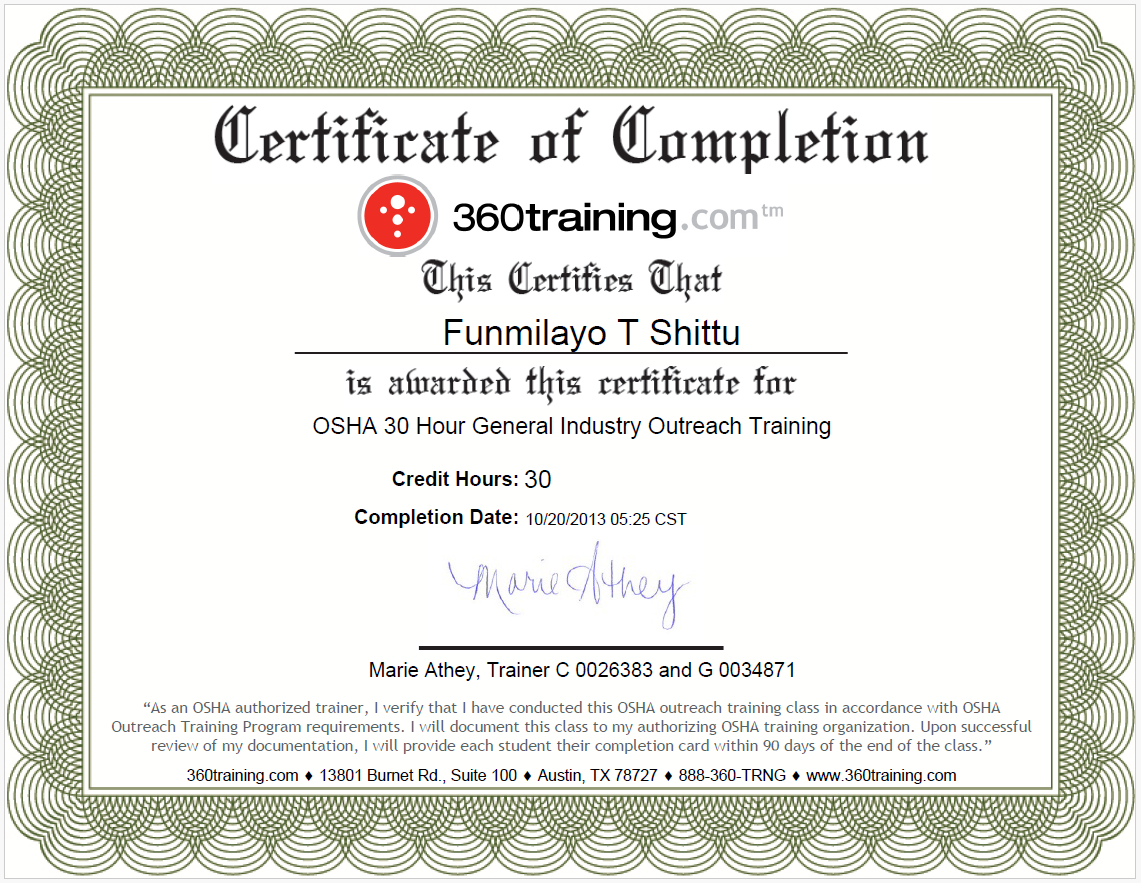 Certificate of Completion
360training.com™
This Certifies That
Funmilayo T Shittu
is awarded this certificate for
OSHA 30 Hour General Industry Outreach Training
Credit Hours: 30
Completion Date: 10/20/2013 05:25 CST
Marie Athey
Marie Athey, Trainer C 0026383 and G 0034871
“As an OSHA authorized trainer, I verify that I have conducted this OSHA outreach training class in accordance with OSHA
Outreach Training Program requirements. I will document this class to my authorizing OSHA training organization. Upon successful
review of my documentation, I will provide each student their completion card within 90 days of the end of the class.”
360training.com ♦ 13801 Burnet Rd., Suite 100 ♦ Austin, TX 78727 ♦ 888-360-TRNG ♦ www.360training.com